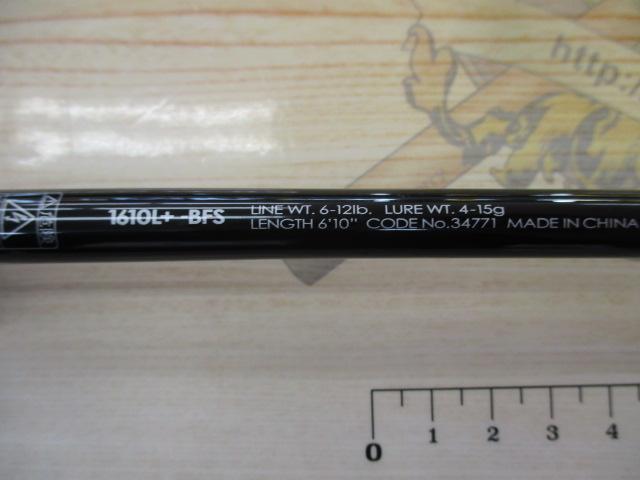 1610L+-BFS
LINE WT. 6-12lb. LURE WT. 4-15g
LENGTH 6'10" CODE No.34771 MADE IN CHINA
http:
0 1 2 3 4